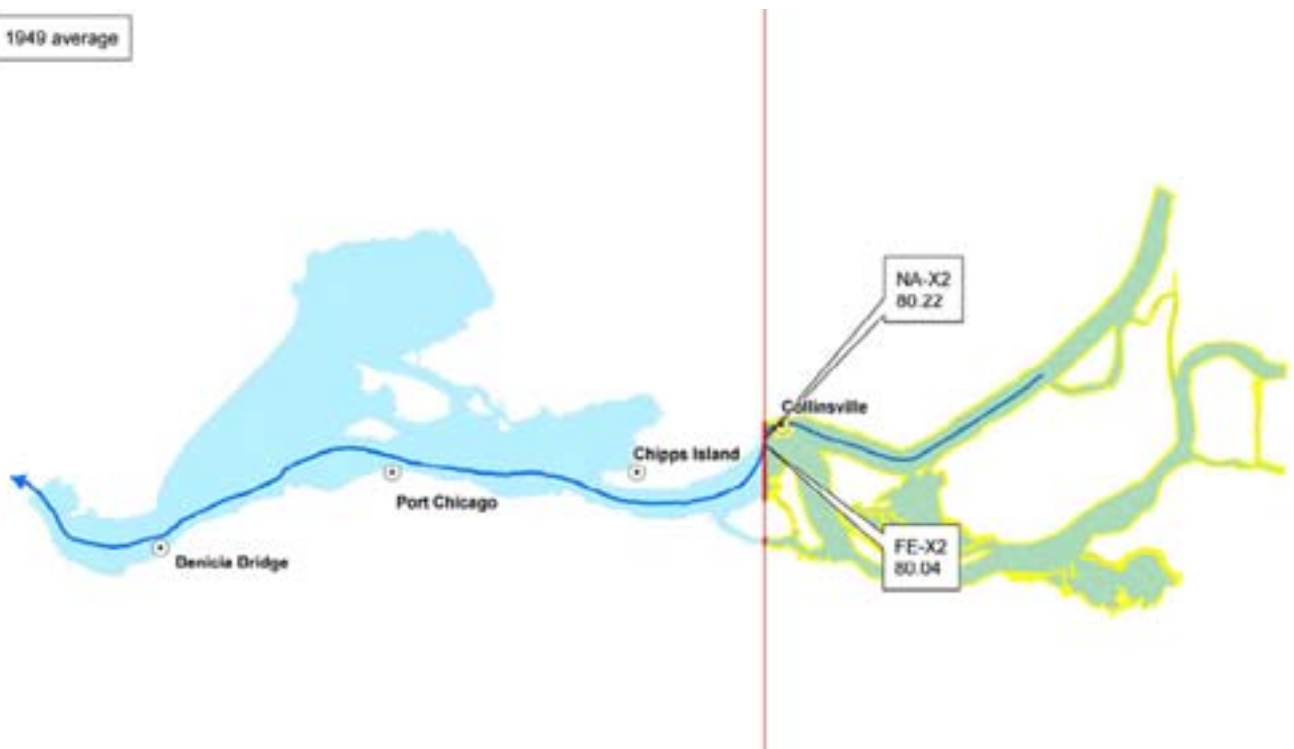 1949 average
NA-X2
80.22
Collinsville
Chipps Island
Port Chicago
FE-X2
80.04
Benicia Bridge